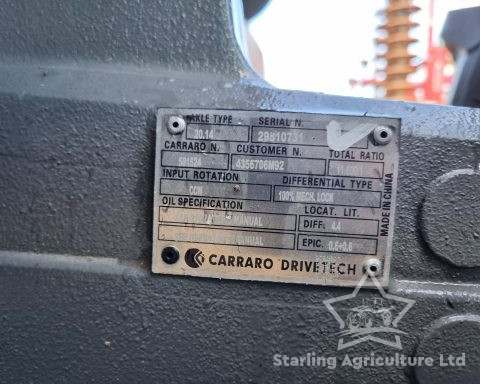 AXLE TYPE SERIAL N.
20.14
CARRARO N. CUSTOMER N. TOTAL RATIO
4356706M92
INPUT ROTATION DIFFERENTIAL TYPE
CCW 100% MECH. LOCK
OIL SPECIFICATION LOCAT. LIT.
MANUAL DIFF. 4.4
MANUAL EPIC. 0.6+0.6
MADE IN CHINA
CARRARO DRIVETECH
Starling Agriculture Ltd